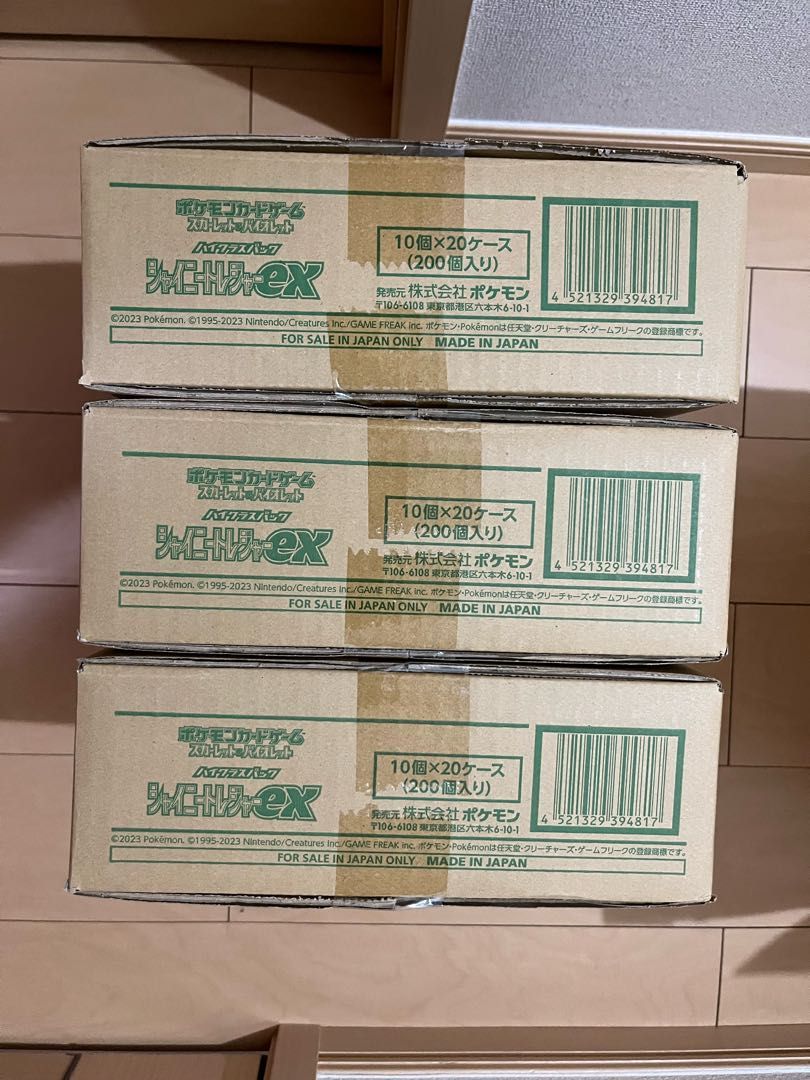 ポケモンカードゲーム
スカーレット&バイオレット
ハイクラスパック
シャイニートレジャーex
10個×20ケース
(200個入り)
発売元 株式会社 ポケモン
〒106-6108 東京都港区六本木6-10-1
4 521329 394817
©2023 Pokémon. ©1995-2023 Nintendo/Creatures Inc./GAME FREAK inc. ポケモン・Pokémonは任天堂・クリーチャーズ・ゲームフリークの登録商標です。
FOR SALE IN JAPAN ONLY MADE IN JAPAN
ポケモンカードゲーム
スカーレット&バイオレット
ハイクラスパック
シャイニートレジャーex
10個×20ケース
(200個入り)
発売元 株式会社 ポケモン
〒106-6108 東京都港区六本木6-10-1
4 521329 394817
©2023 Pokémon. ©1995-2023 Nintendo/Creatures Inc./GAME FREAK inc. ポケモン・Pokémonは任天堂・クリーチャーズ・ゲームフリークの登録商標です。
FOR SALE IN JAPAN ONLY MADE IN JAPAN
ポケモンカードゲーム
スカーレット&バイオレット
ハイクラスパック
シャイニートレジャーex
10個×20ケース
(200個入り)
発売元 株式会社 ポケモン
〒106-6108 東京都港区六本木6-10-1
4 521329 394817
©2023 Pokémon. ©1995-2023 Nintendo/Creatures Inc./GAME FREAK inc. ポケモン・Pokémonは任天堂・クリーチャーズ・ゲームフリークの登録商標です。
FOR SALE IN JAPAN ONLY MADE IN JAPAN